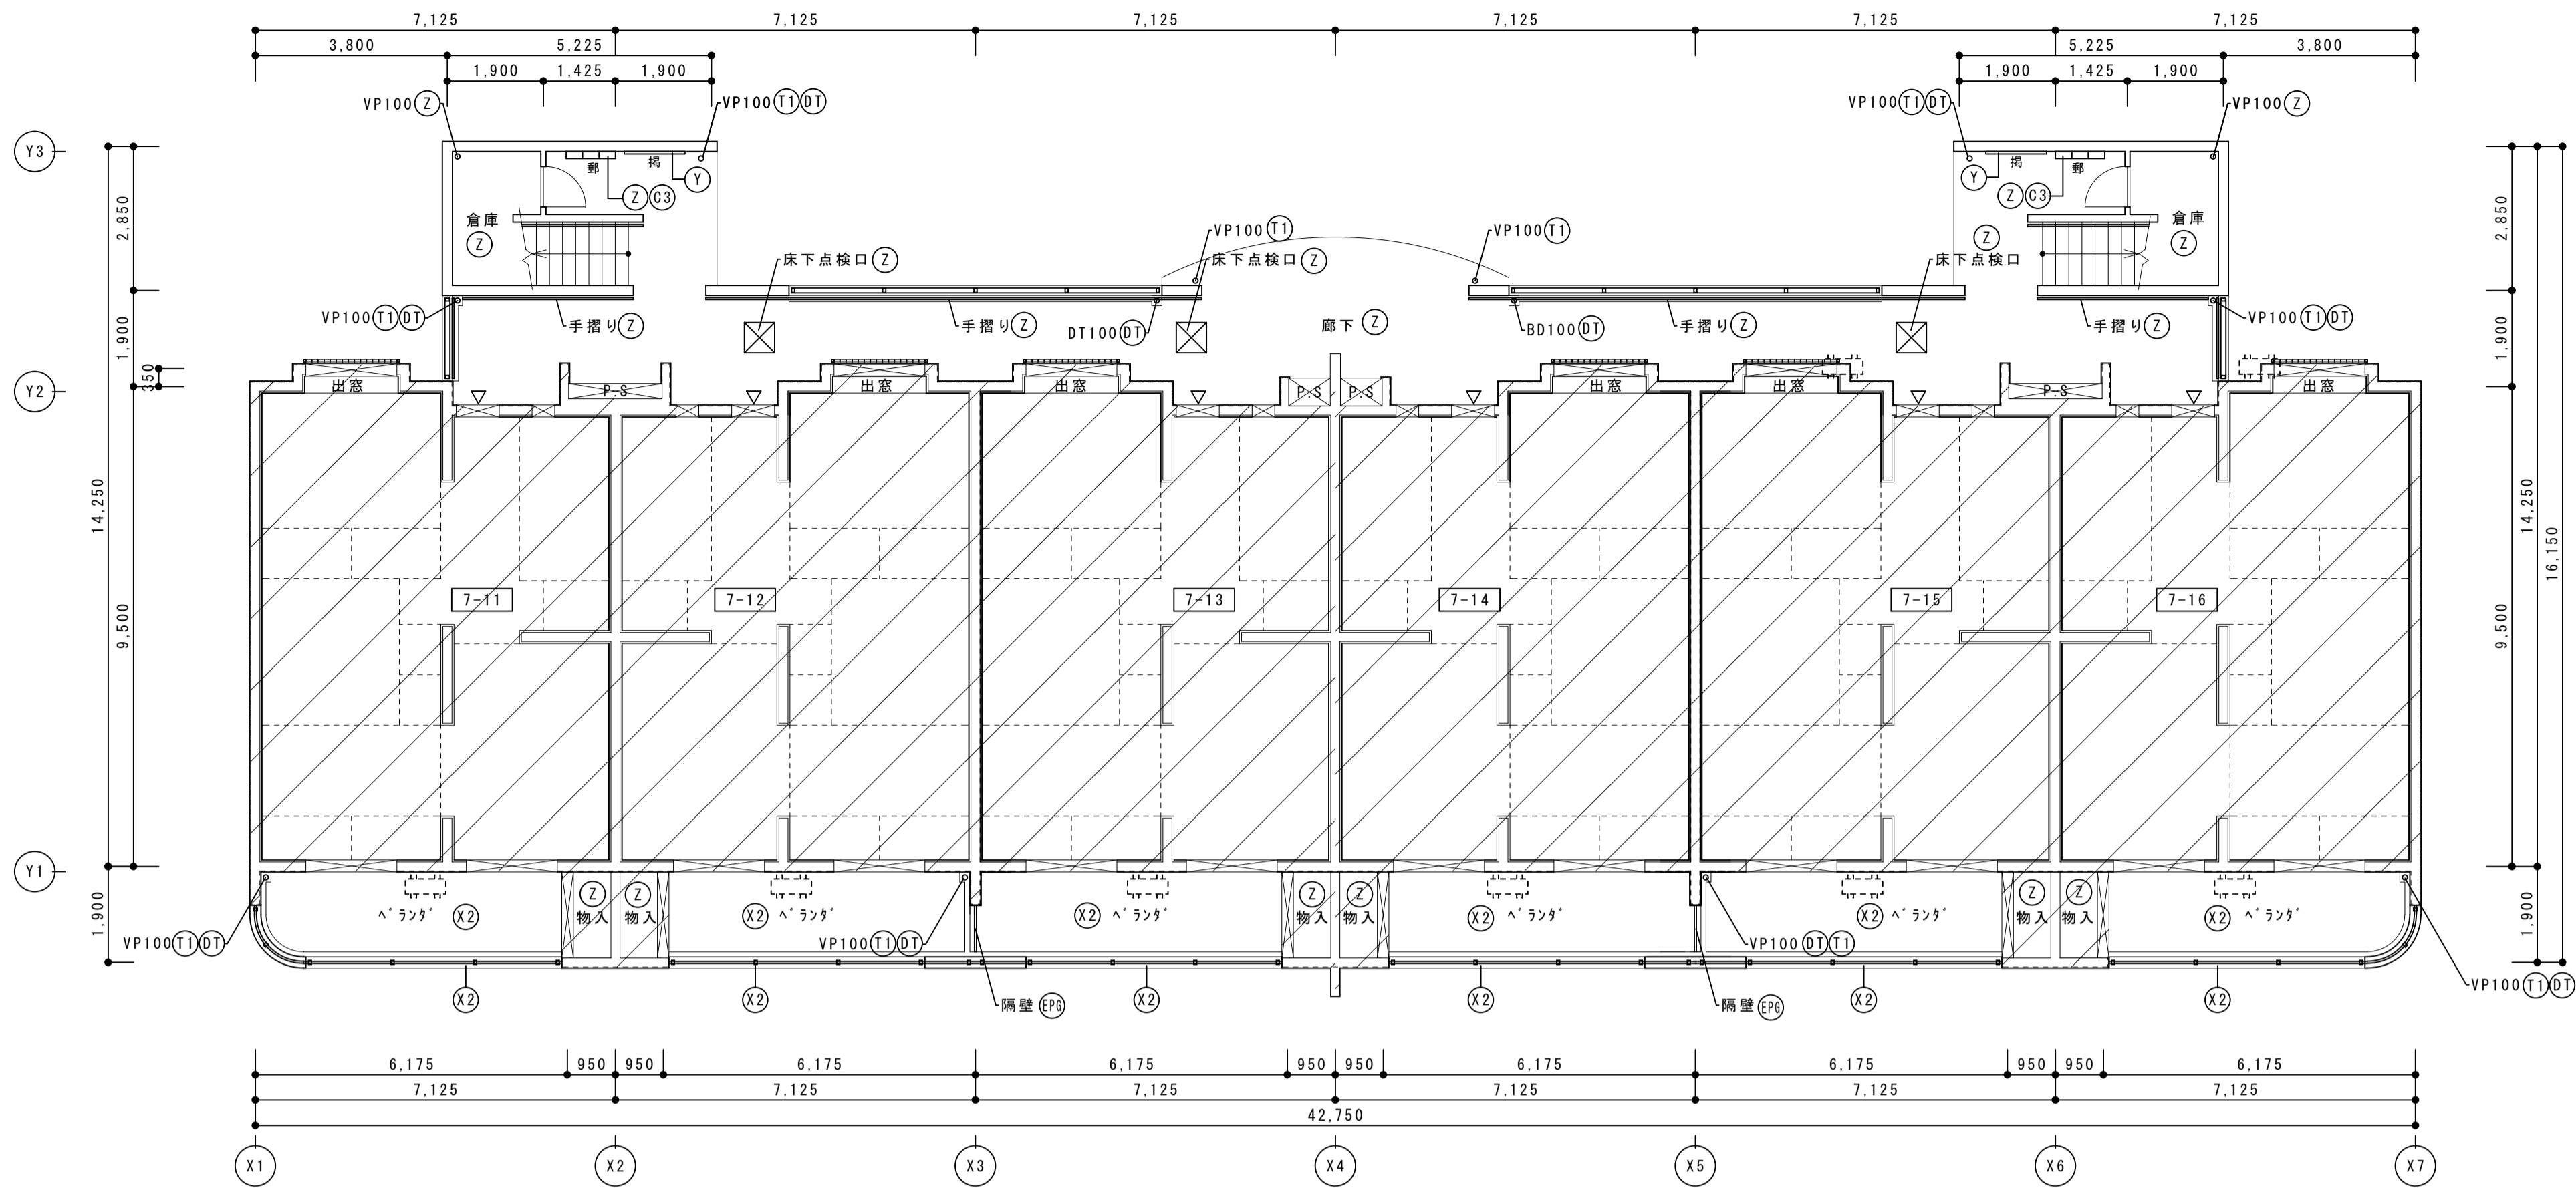 7,125 7,125 7,125 7,125 7,125 7,125
3,800 5,225 5,225 3,800
1,900 1,425 1,900 1,900 1,425 1,900
VP100 Z VP100 T1 DT VP100 T1 DT VP100 Z
Y3
郵 掲 掲 郵
Y Y
Z C3 Z C3
倉庫 倉庫
Z Z
2,850 2,850
VP100 T1 VP100 T1
床下点検口 Z 床下点検口 Z
Z
床下点検口
VP100 T1 DT 手摺り Z 手摺り Z DT100 DT 廊下 Z BD100 DT 手摺り Z 手摺り Z VP100 T1 DT
1,900 1,900
350
Y2
出窓 P.S 出窓 出窓 P.S P.S 出窓 出窓 P.S 出窓
14,250 14,250
16,150
9,500 9,500
7-11 7-12 7-13 7-14 7-15 7-16
Y1
Z Z Z Z Z Z
ベランダ X2 物入 物入 X2 ベランダ X2 ベランダ 物入 物入 X2 ベランダ X2 ベランダ 物入 物入 X2 ベランダ
1,900 1,900
VP100 T1 DT VP100 T1 DT VP100 DT T1
VP100 T1 DT
X2 X2 X2 X2 X2 X2
隔壁 EPG 隔壁 EPG
6,175 950 950 6,175 6,175 950 950 6,175 6,175 950 950 6,175
7,125 7,125 7,125 7,125 7,125 7,125
42,750
X1 X2 X3 X4 X5 X6 X7